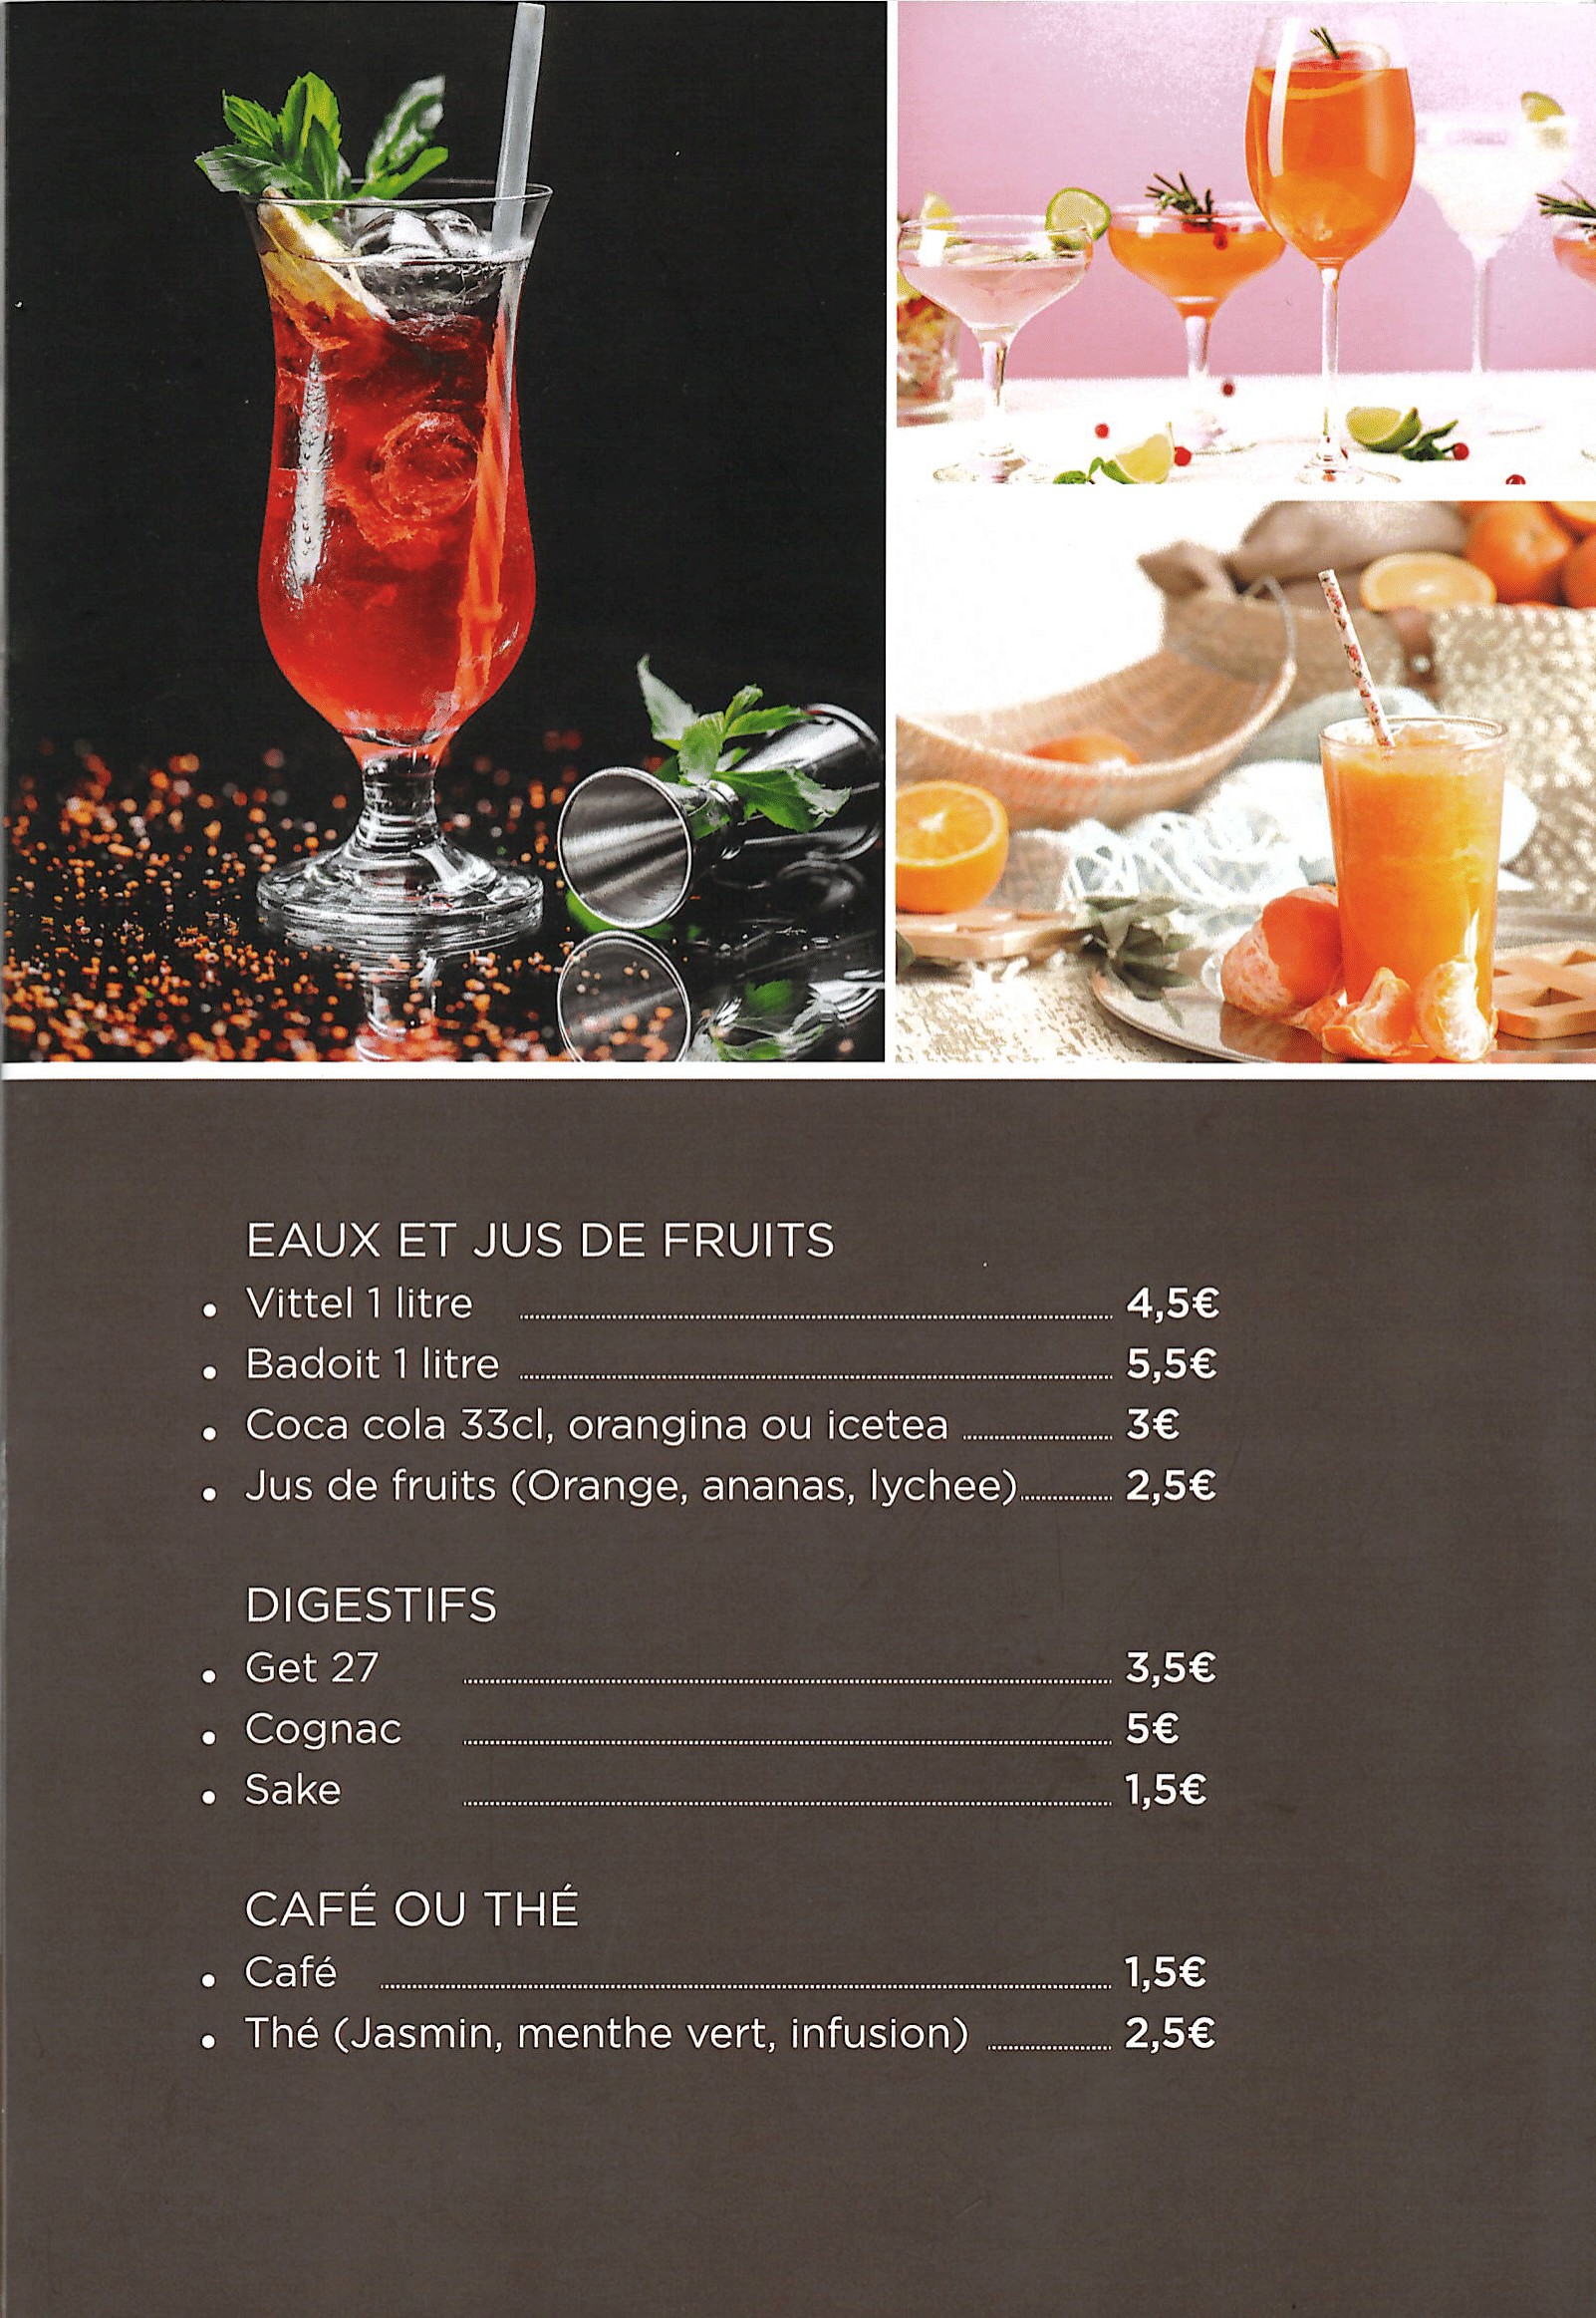 EAUX ET JUS DE FRUITS
• Vittel 1 litre 4,5€
• Badoit 1 litre 5,5€
• Coca cola 33cl, orangina ou icetea 3€
• Jus de fruits (Orange, ananas, lychee) 2,5€
DIGESTIFS
• Get 27 3,5€
• Cognac 5€
• Sake 1,5€
CAFÉ OU THÉ
• Café 1,5€
• Thé (Jasmin, menthe vert, infusion) 2,5€